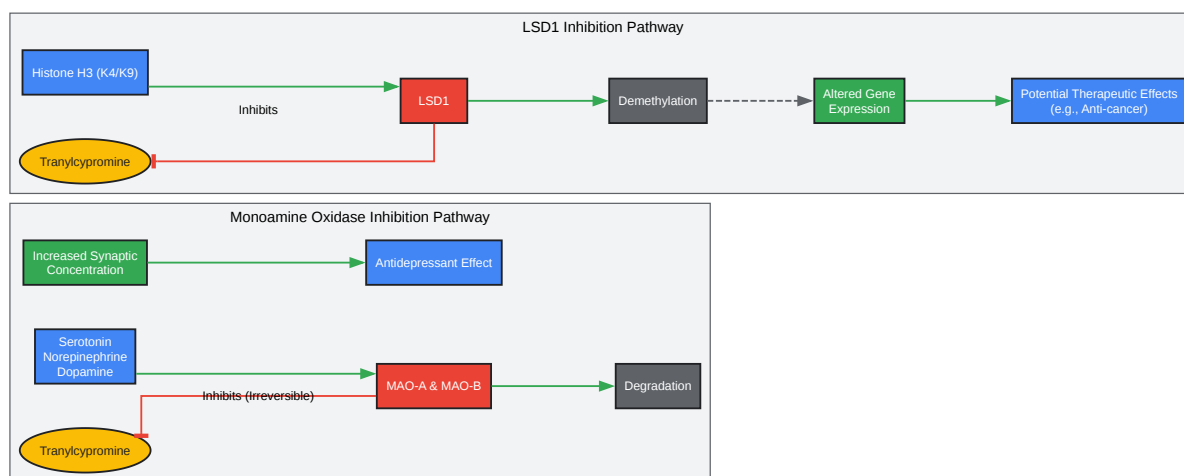 LSD1 Inhibition Pathway
Histone H3 (K4/K9)
Inhibits
LSD1
Demethylation
Altered Gene
Expression
Potential Therapeutic Effects
(e.g., Anti-cancer)
Tranylcypromine
Monoamine Oxidase Inhibition Pathway
Increased Synaptic
Concentration
Antidepressant Effect
Serotonin
Norepinephrine
Dopamine
Inhibits (Irreversible)
MAO-A & MAO-B
Degradation
Tranylcypromine